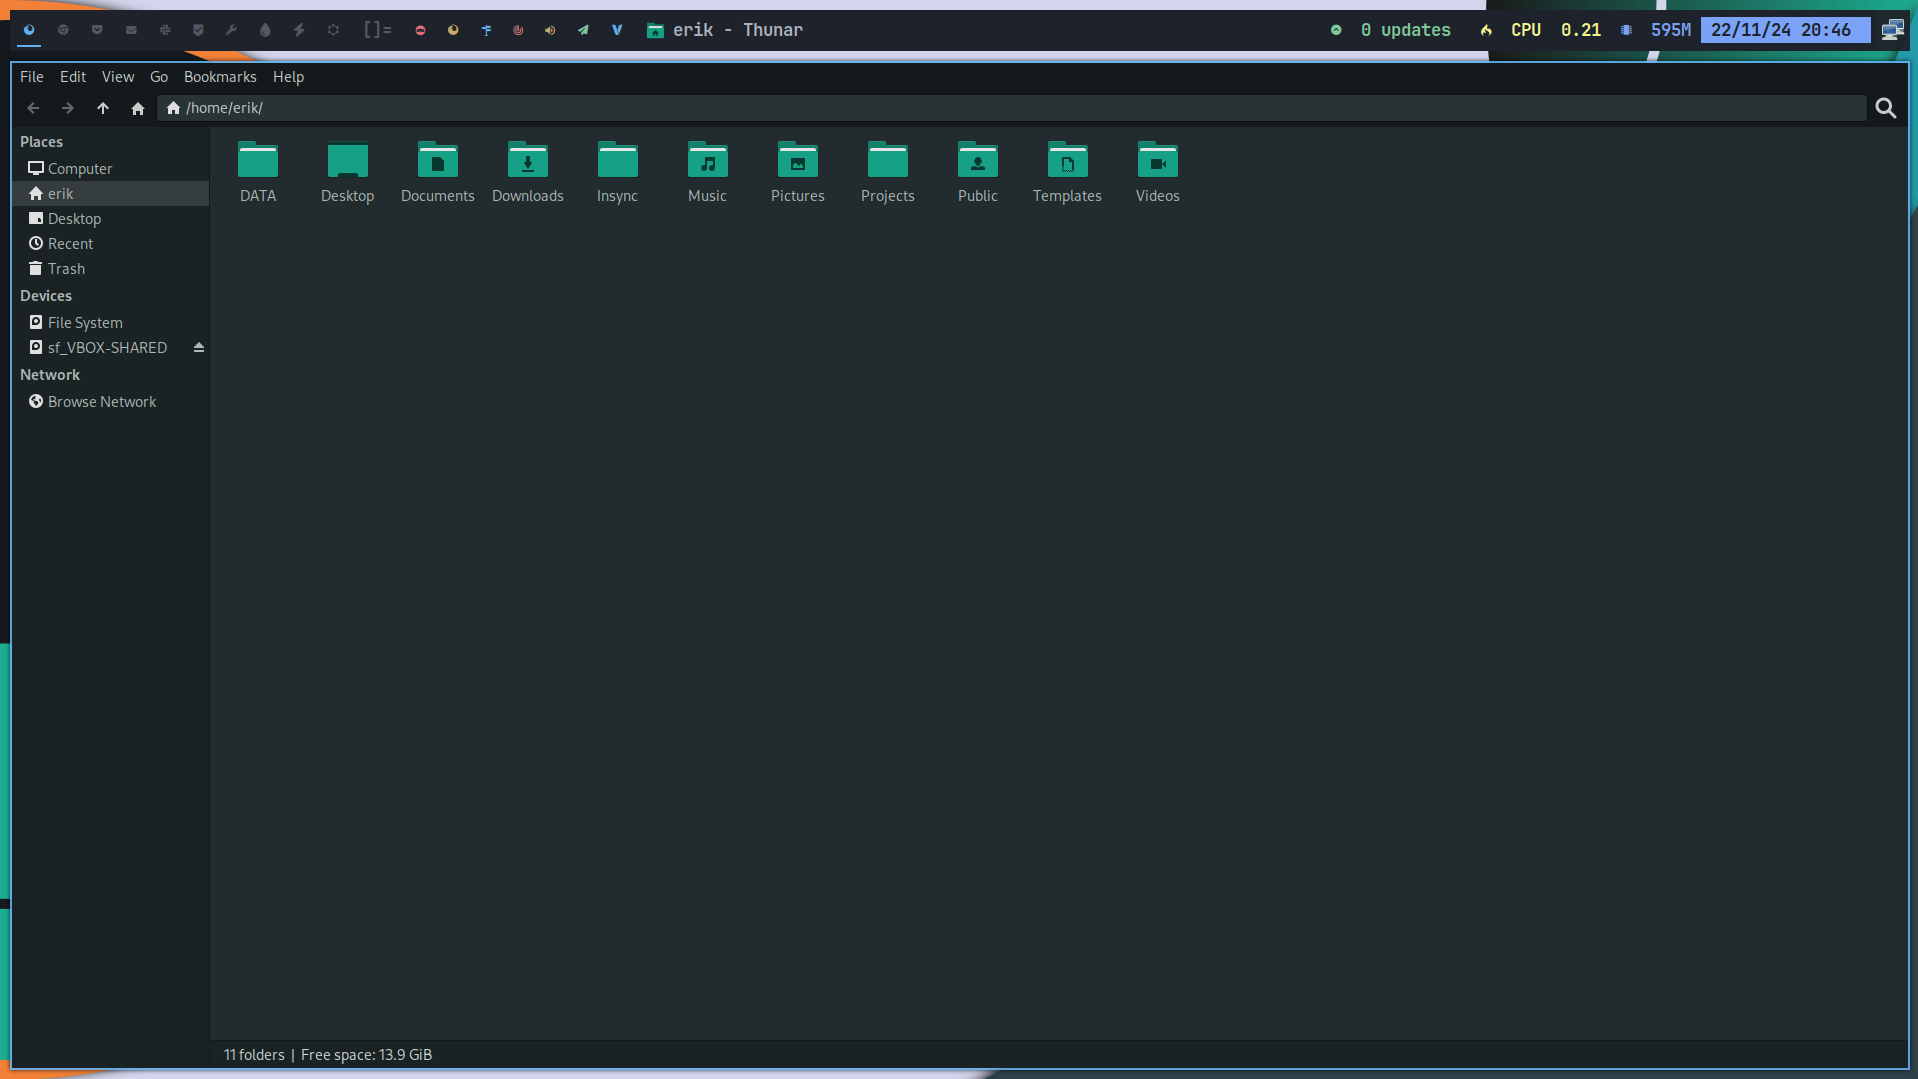 []= V erik - Thunar 0 updates CPU 0.21 595M 22/11/24 20:46
File Edit View Go Bookmarks Help
/home/erik/
Places
Computer
erik
Desktop
Recent
Trash
Devices
File System
sf_VBOX-SHARED
Network
Browse Network
DATA Desktop Documents Downloads Insync Music Pictures Projects Public Templates Videos
11 folders | Free space: 13.9 GiB